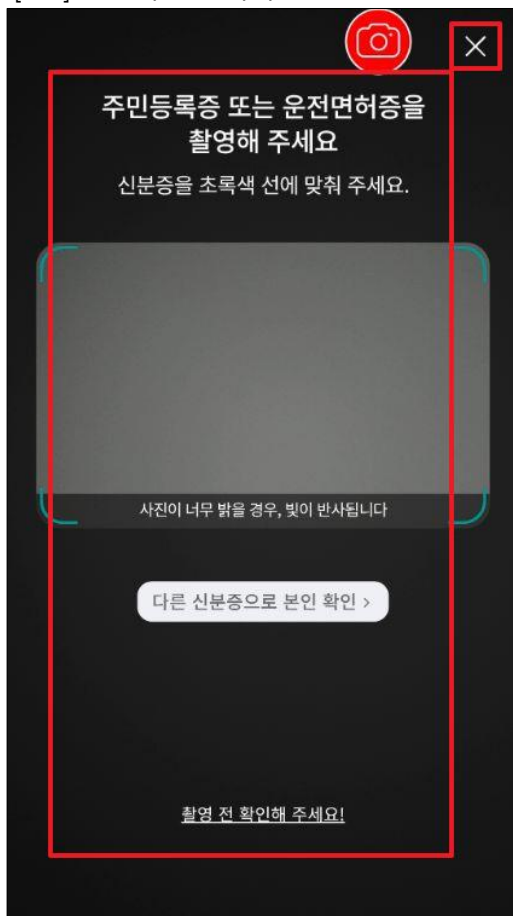 주민등록증 또는 운전면허증을
촬영해 주세요
신분증을 초록색 선에 맞춰 주세요.
사진이 너무 밝을 경우, 빛이 반사됩니다
다른 신분증으로 본인 확인 >
촬영 전 확인해 주세요!